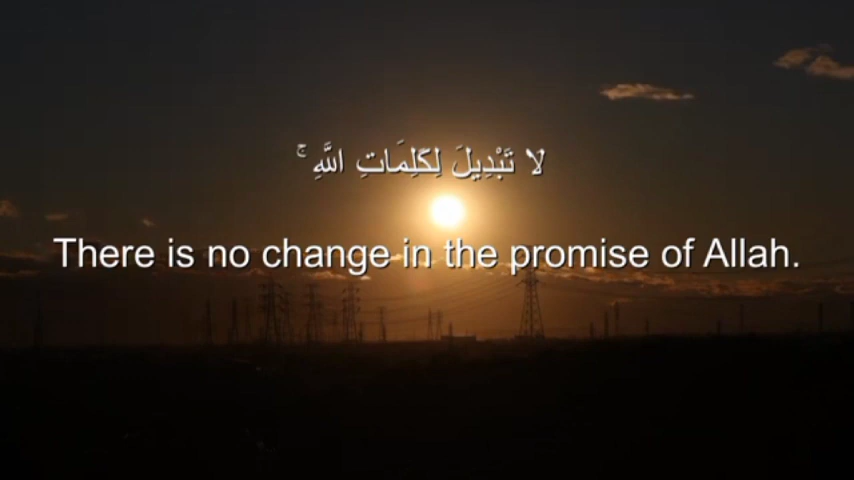 لَا تَبْدِيلَ لِكَلِمَاتِ اللَّهِ ۚ
There is no change in the promise of Allah.